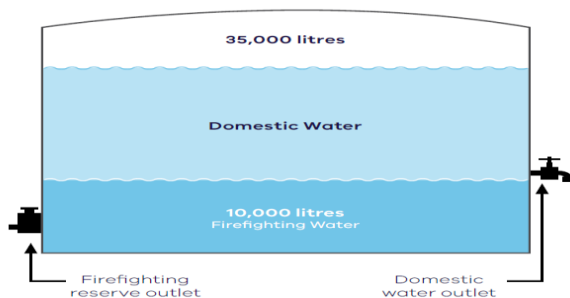 35,000 litres
Domestic Water
10,000 litres
Firefighting Water
Firefighting
reserve outlet
Domestic
water outlet